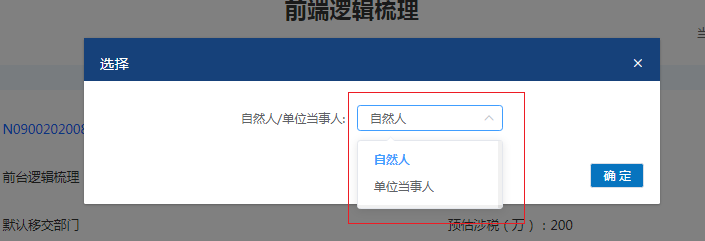 前端逻辑梳理
当
选择
×
自然人/单位当事人: 自然人
N0900202008
自然人
前台逻辑梳理
单位当事人
确 定
默认移交部门
预估涉税（万）：200